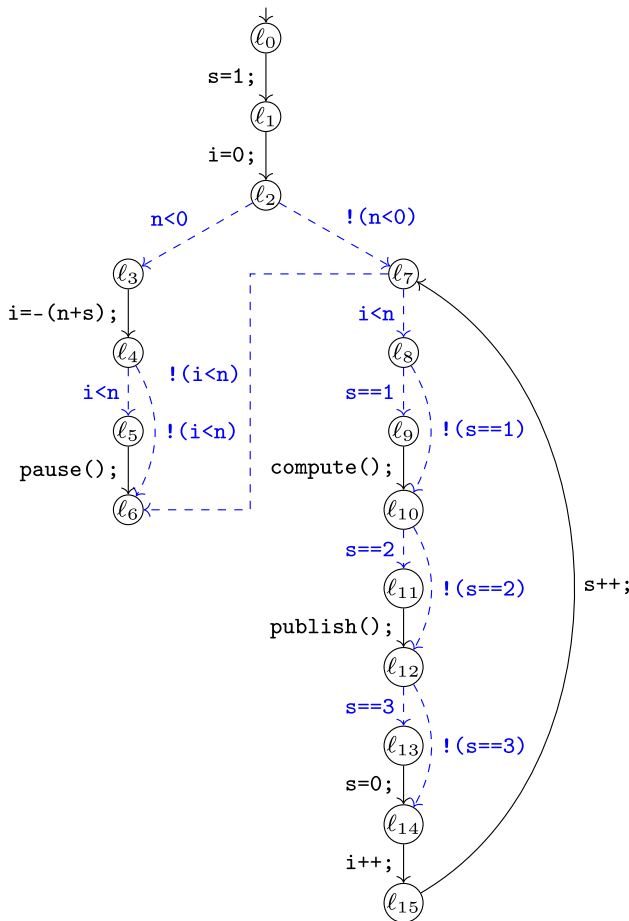 ℓ0
s=1;
ℓ1
i=0;
ℓ2
n<0
!(n<0)
ℓ3
ℓ7
i=-(n+s);
i<n
ℓ4
ℓ8
!(i<n)
i<n
s==1
!(i<n)
!(s==1)
ℓ5
ℓ9
pause();
compute();
ℓ6
ℓ10
s==2
ℓ11
!(s==2)
s++;
publish();
ℓ12
s==3
ℓ13
!(s==3)
s=0;
ℓ14
i++;
ℓ15